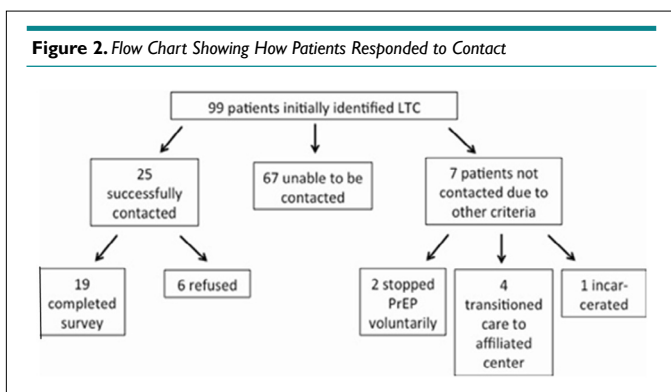 Figure 2. Flow Chart Showing How Patients Responded to Contact
99 patients initially identified LTC
25
successfully
contacted
67 unable to be
contacted
7 patients not
contacted due to
other criteria
19
completed
survey
6 refused
2 stopped
PrEP
voluntarily
4
transitioned
care to
affiliated
center
1 incar-
cerated